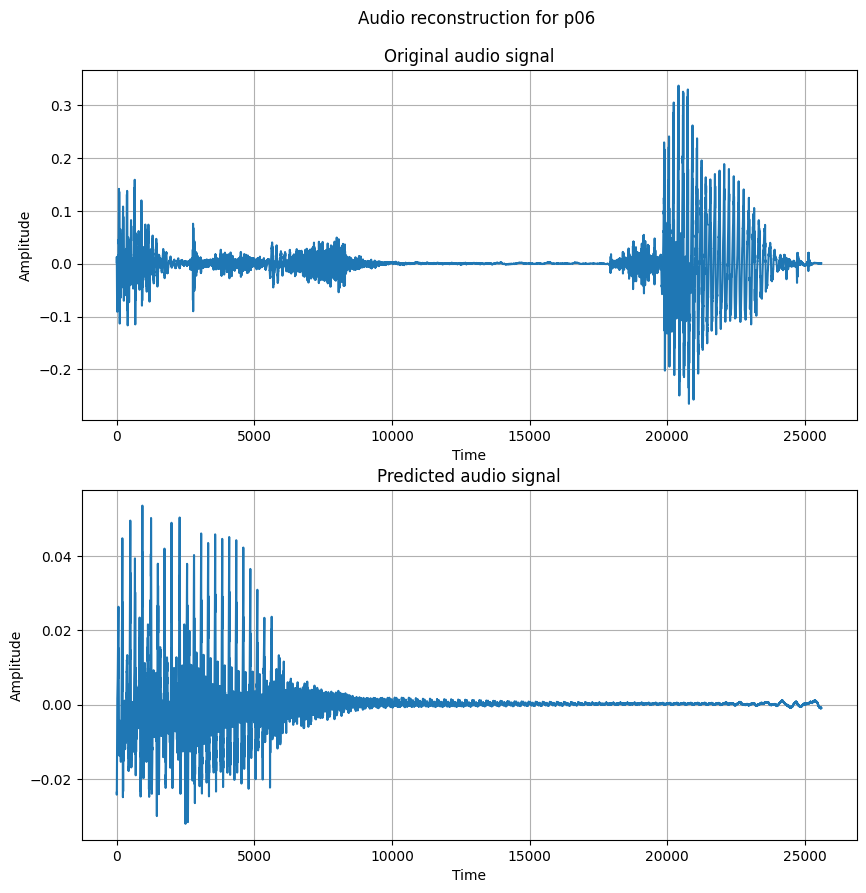 Audio reconstruction for p06
Original audio signal
0.3
0.2
0.1
0.0
−0.1
−0.2
Amplitude
0 5000 10000 15000 20000 25000
Time
Predicted audio signal
0.04
0.02
0.00
−0.02
Amplitude
0 5000 10000 15000 20000 25000
Time